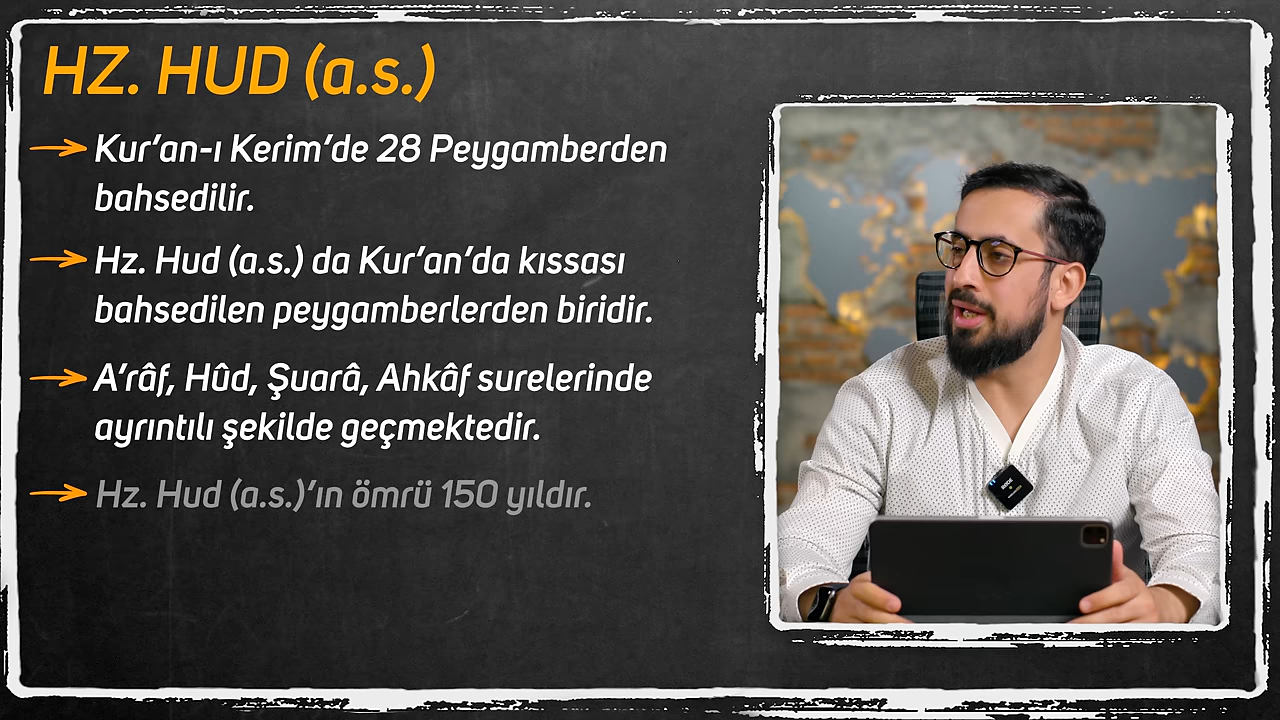 HZ. HUD (a.s.)
Kur'an-ı Kerim'de 28 Peygamberden
bahsedilir.
Hz. Hud (a.s.) da Kur'an'da kıssası
bahsedilen peygamberlerden biridir.
A'râf, Hûd, Şuarâ, Ahkâf surelerinde
ayrıntılı şekilde geçmektedir.
Hz. Hud (a.s.)'ın ömrü 150 yıldır.